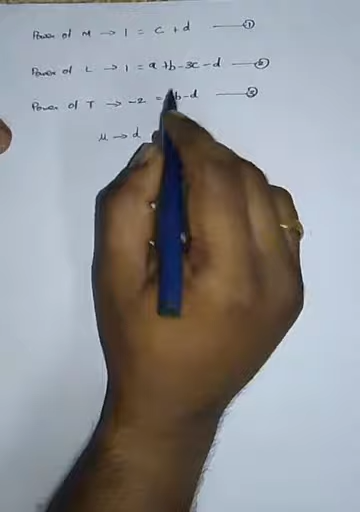 Power of M → 1 = c + d —— ①
Power of L → 1 = a + b - 3c - d —— ②
Power of T → -2 = b - d —— ③
μ → d